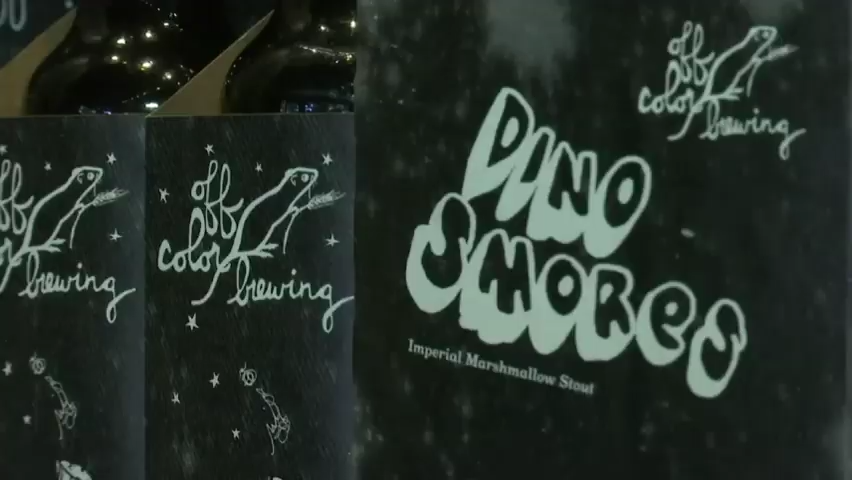 off
color
brewing
off
color
brewing
off
color
brewing
DINO
SMORES
Imperial Marshmallow Stout